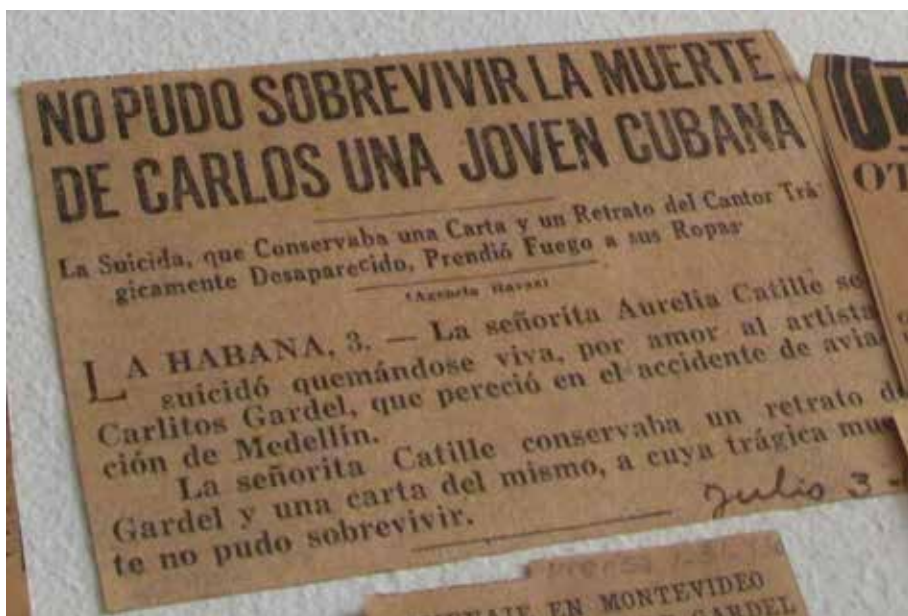 NO PUDO SOBREVIVIR LA MUERTE
DE CARLOS UNA JOVEN CUBANA
La Suicida, que Conservaba una Carta y un Retrato del Cantor Trá-
gicamente Desaparecido, Prendió Fuego a sus Ropas
(Agencia Havas)
LA HABANA, 3. — La señorita Aurelia Catille se
suicidó quemándose viva, por amor al artista
Carlitos Gardel, que pereció en el accidente de avia-
ción de Medellín.
La señorita Catille conservaba un retrato de
Gardel y una carta del mismo, a cuya trágica muer
te no pudo sobrevivir.
Julio 3-
OT
EN MONTEVIDEO
GARDEL